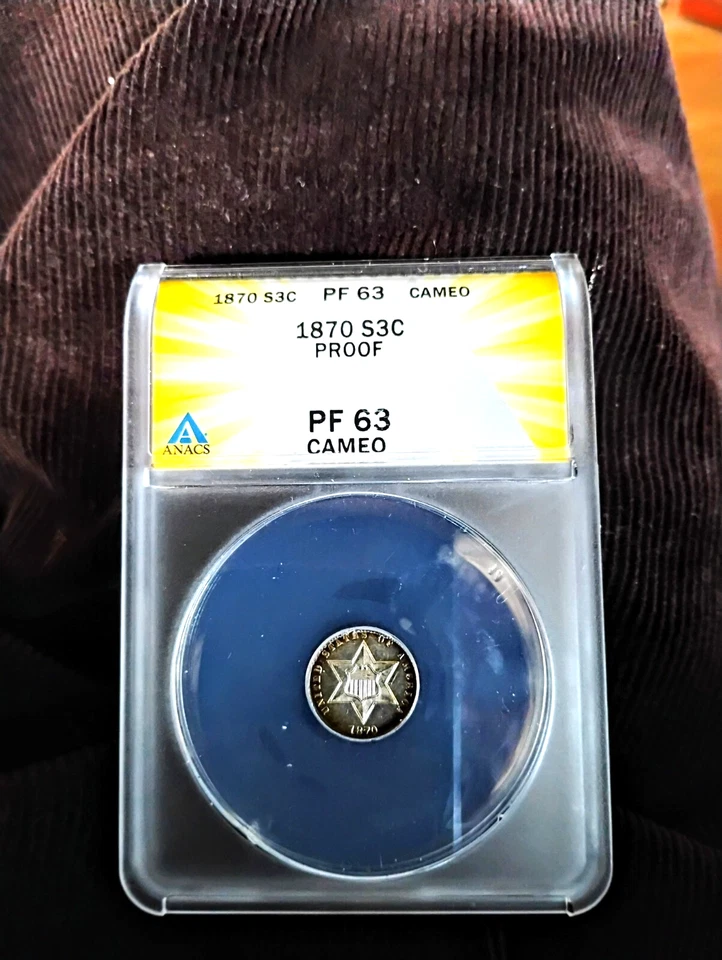 1870 S3C PF 63 CAMEO
1870 S3C
PROOF
PF 63
CAMEO
ANACS
UNITED STATES OF AMERICA
1870